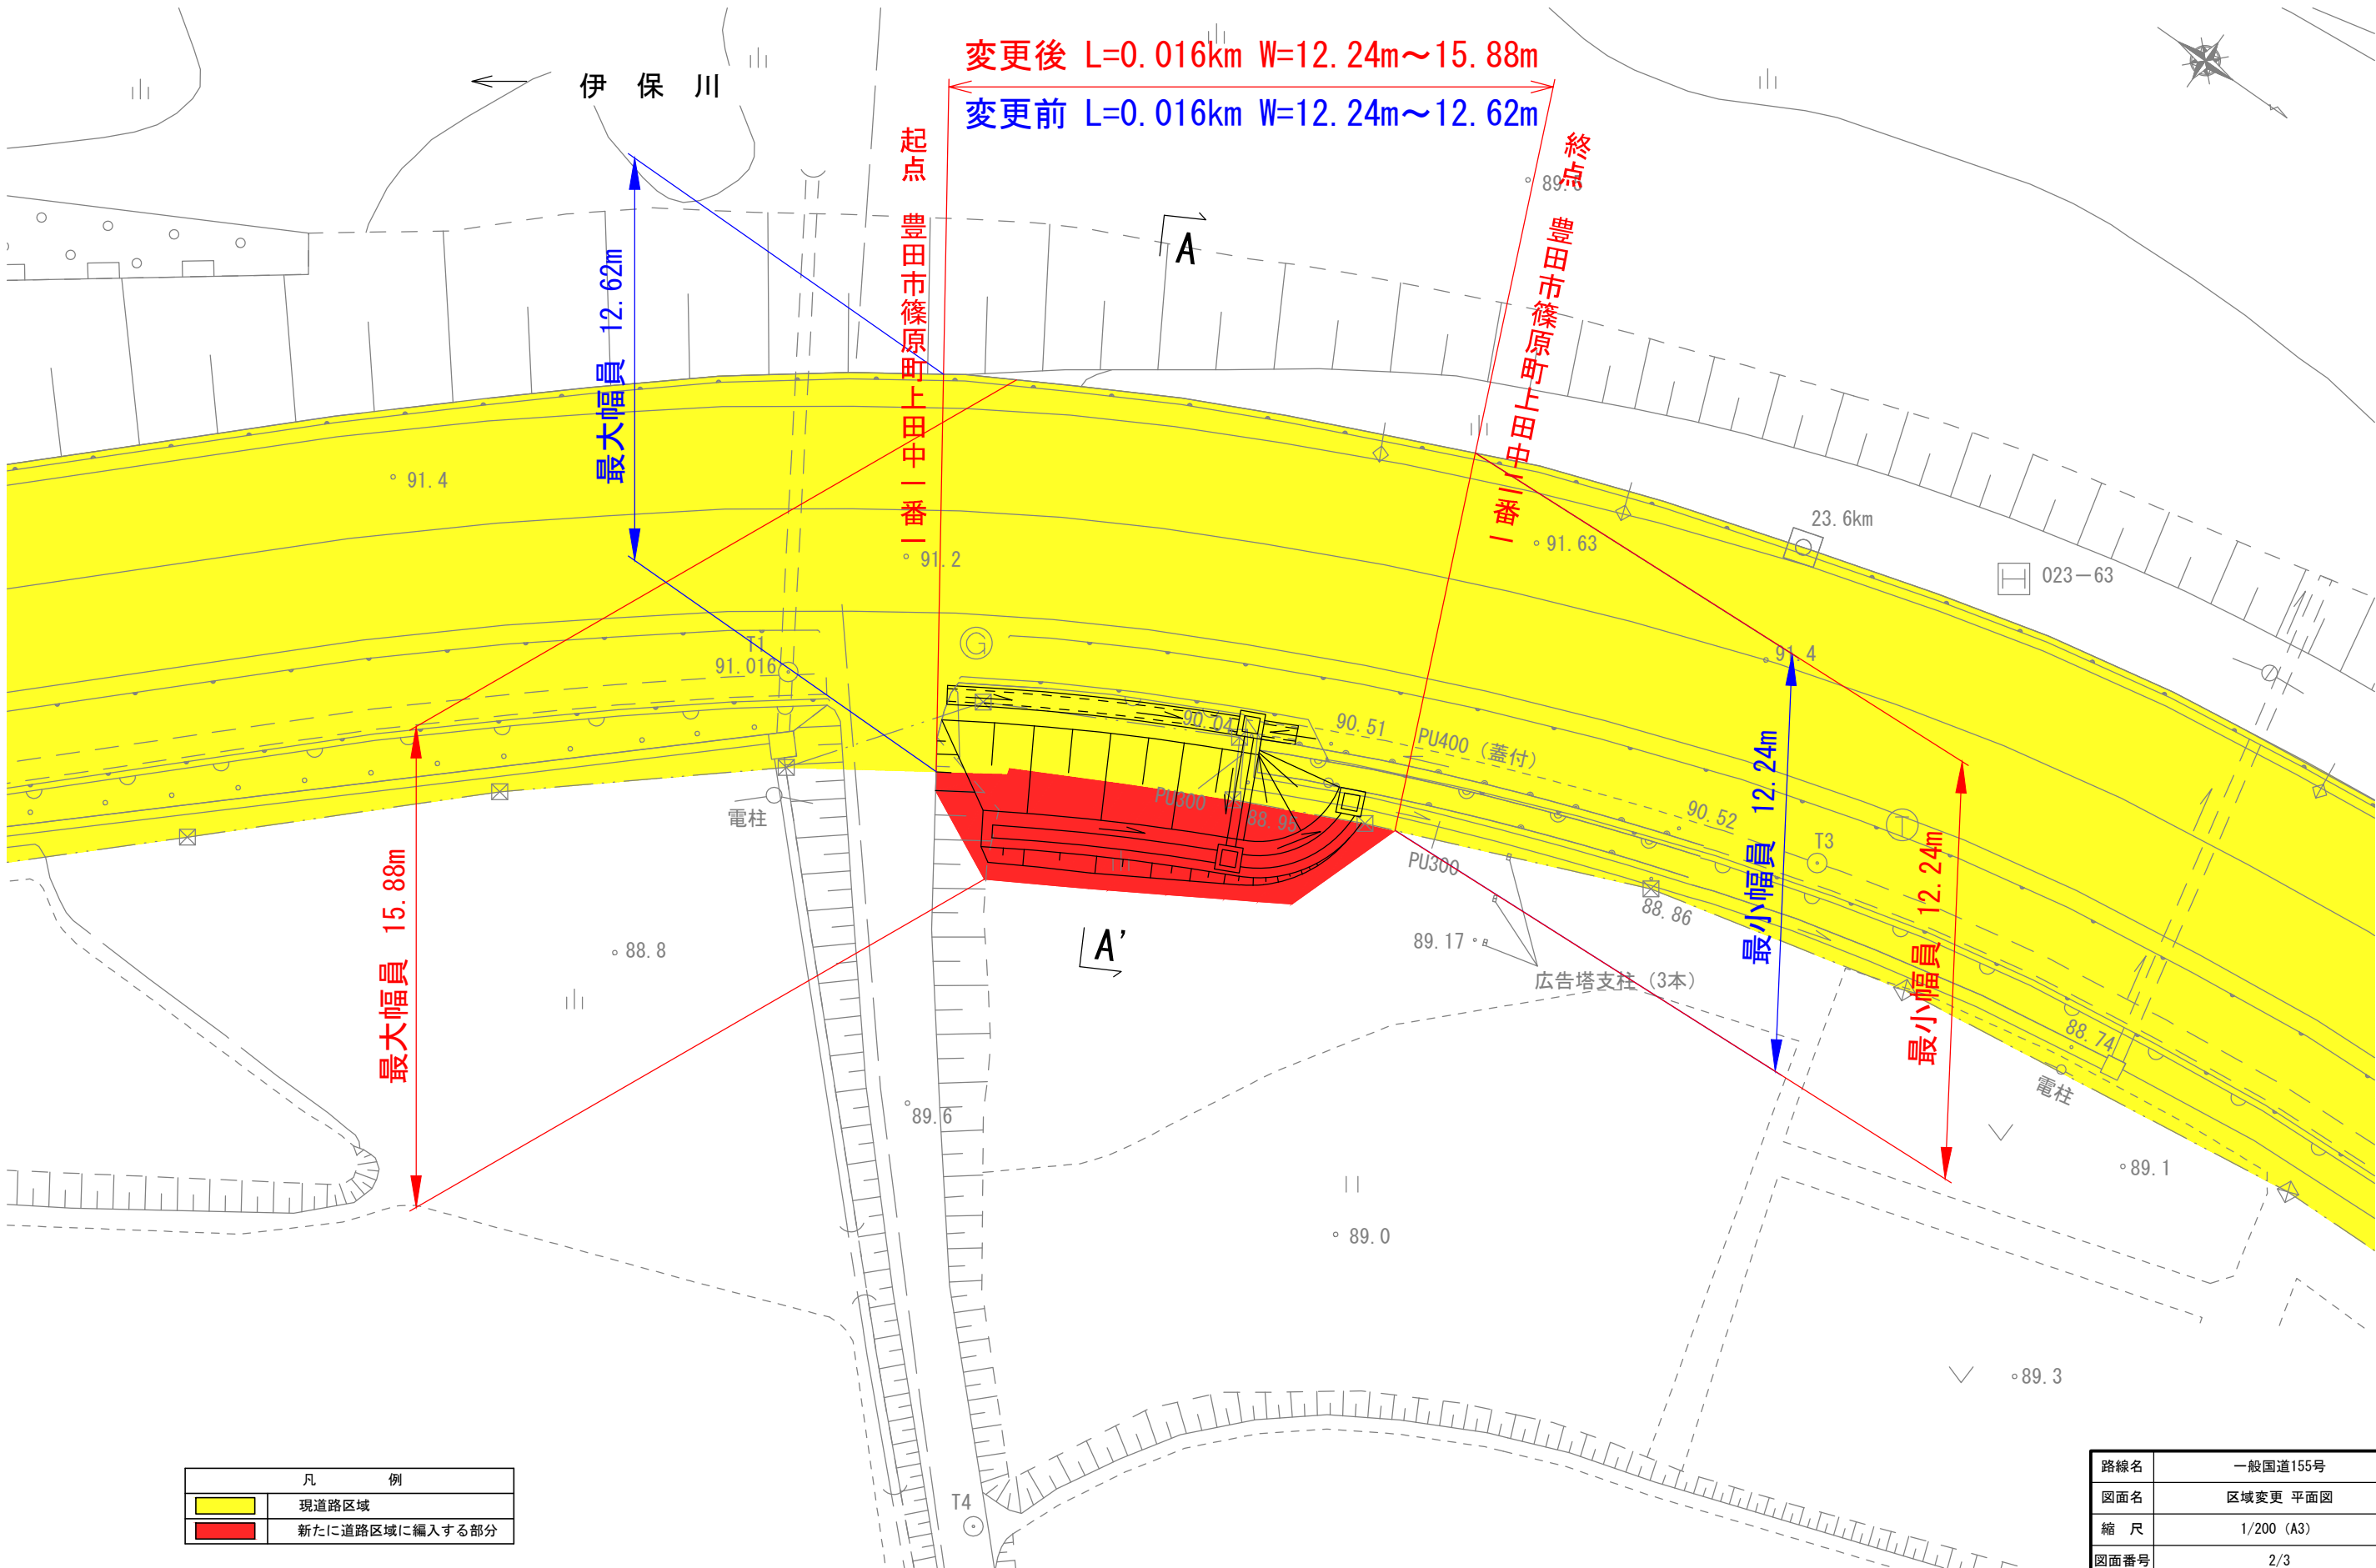 変更後 L=0.016km W=12.24m～15.88m
変更前 L=0.016km W=12.24m～12.62m
伊 保 川
起点 豊田市篠原町上田中一番一
終点 豊田市篠原町上田中二番一
A
89.6
最大幅員 12.62m
91.4
91.2
91.63
23.6km
023－63
T1
91.016
G
91.4
90.04
90.51
PU400 (蓋付)
PU300
88.95
90.52
T
T3
電柱
PU300
88.86
最大幅員 15.88m
最小幅員 12.24m
最小幅員 12.24m
A'
88.8
89.17
広告塔支柱 (3本)
88.74
電柱
89.6
89.1
89.0
89.3
T4
凡 例
現道路区域
新たに道路区域に編入する部分
路線名 一般国道155号
図面名 区域変更 平面図
縮 尺 1/200 (A3)
図面番号 2/3